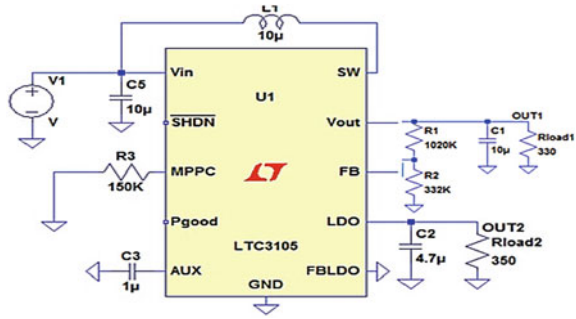 L1
10µ
V1
V
C5
10µ
Vin
SW
U1
SHDN
Vout
OUT1
R1
1020K
C1
10µ
Rload1
330
R3
150K
MPPC
FB
R2
332K
Pgood
LDO
LTC3105
C2
4.7µ
OUT2
Rload2
350
C3
1µ
AUX
FBLDO
GND